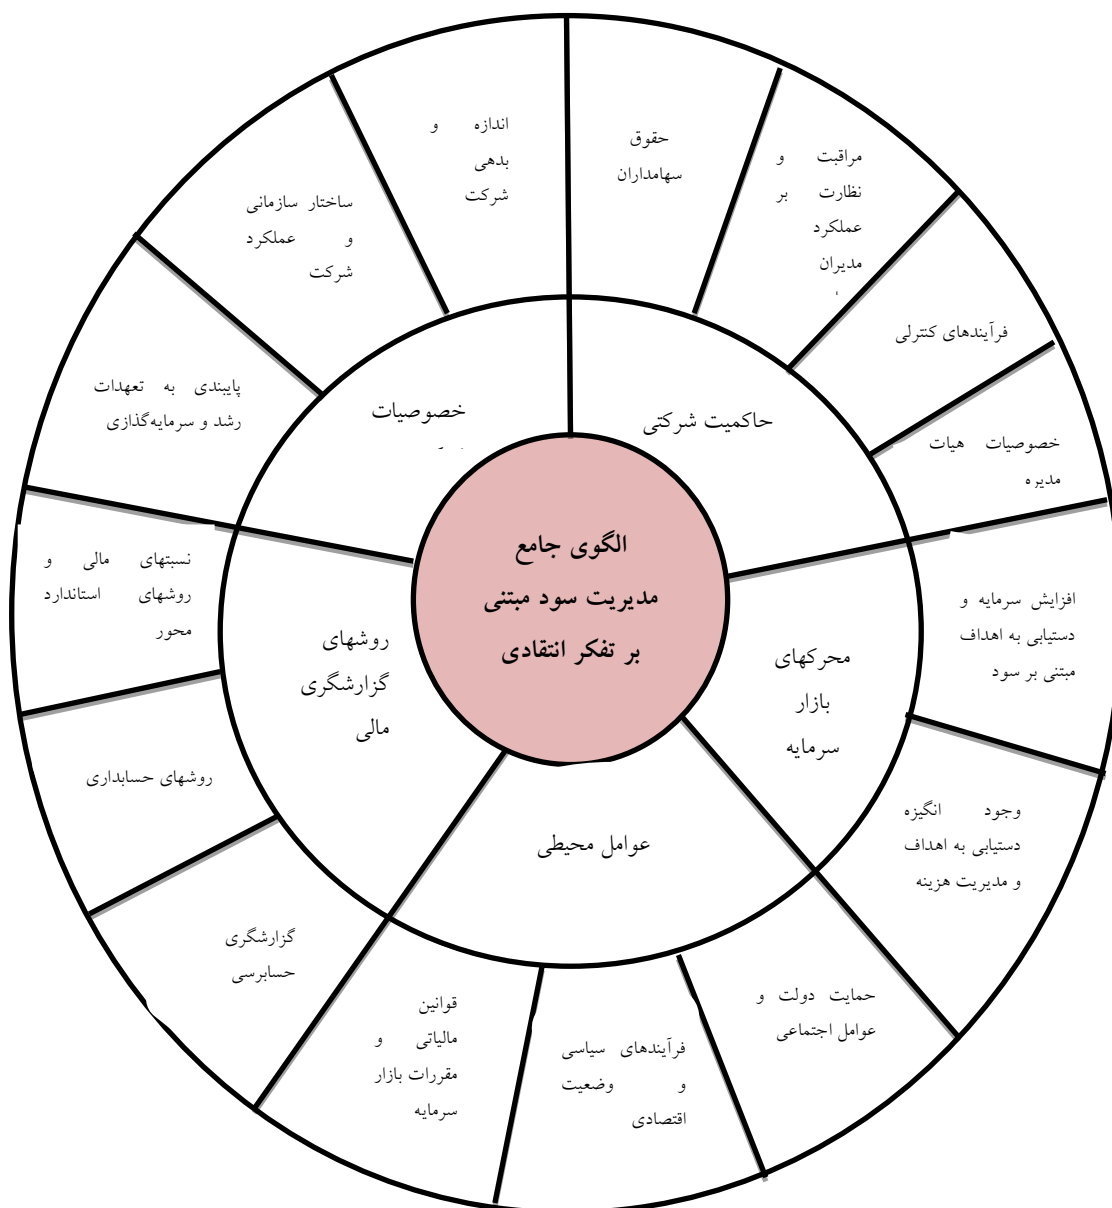 الگوی جامع
مدیریت سود مبتنی
بر تفکر انتقادی
حاکمیت شرکتی
محرکهای
بازار
سرمایه
عوامل محیطی
روشهای
گزارشگری
مالی
خصوصیات
حقوق
سهامداران
مراقبت و
نظارت بر
عملکرد
مدیران
فرآیندهای کنترلی
خصوصیات هیات
مدیره
افزایش سرمایه و
دستیابی به اهداف
مبتنی بر سود
وجود انگیزه
دستیابی به اهداف
و مدیریت هزینه
حمایت دولت و
عوامل اجتماعی
فرآیندهای سیاسی
و وضعیت
اقتصادی
قوانین
مالیاتی و
مقررات بازار
سرمایه
گزارشگری
حسابرسی
روشهای حسابداری
نسبتهای مالی و
روشهای استاندارد
محور
پایبندی به تعهدات
رشد و سرمایه‌گذاری
ساختار سازمانی
و عملکرد
شرکت
اندازه و
بدهی
شرکت